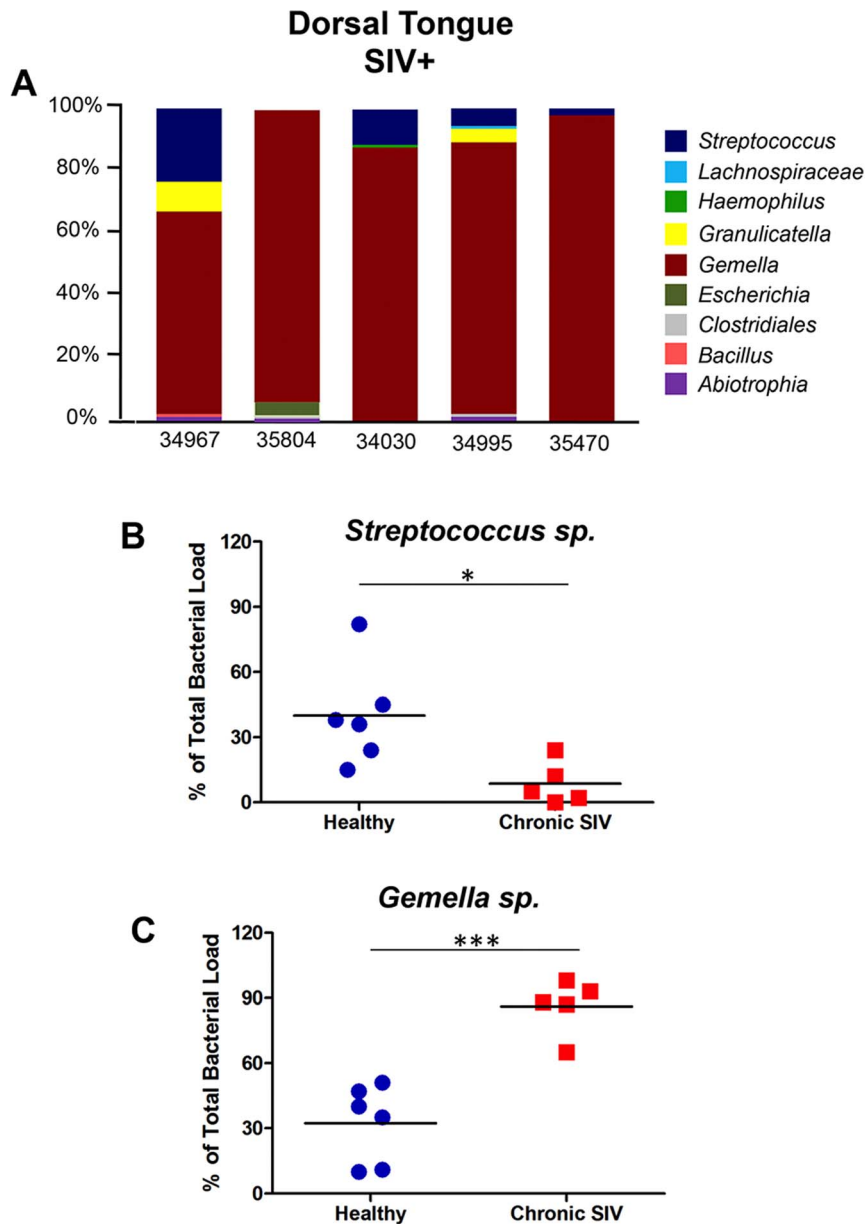 Dorsal Tongue
SIV+
A
100%
80%
60%
40%
20%
0%
34967
35804
34030
34995
35470
Streptococcus
Lachnospiraceae
Haemophilus
Granulicatella
Gemella
Escherichia
Clostridiales
Bacillus
Abiotrophia
B
Streptococcus sp.
*
% of Total Bacterial Load
120
90
60
30
0
Healthy
Chronic SIV
C
Gemella sp.
***
% of Total Bacterial Load
120
90
60
30
0
Healthy
Chronic SIV